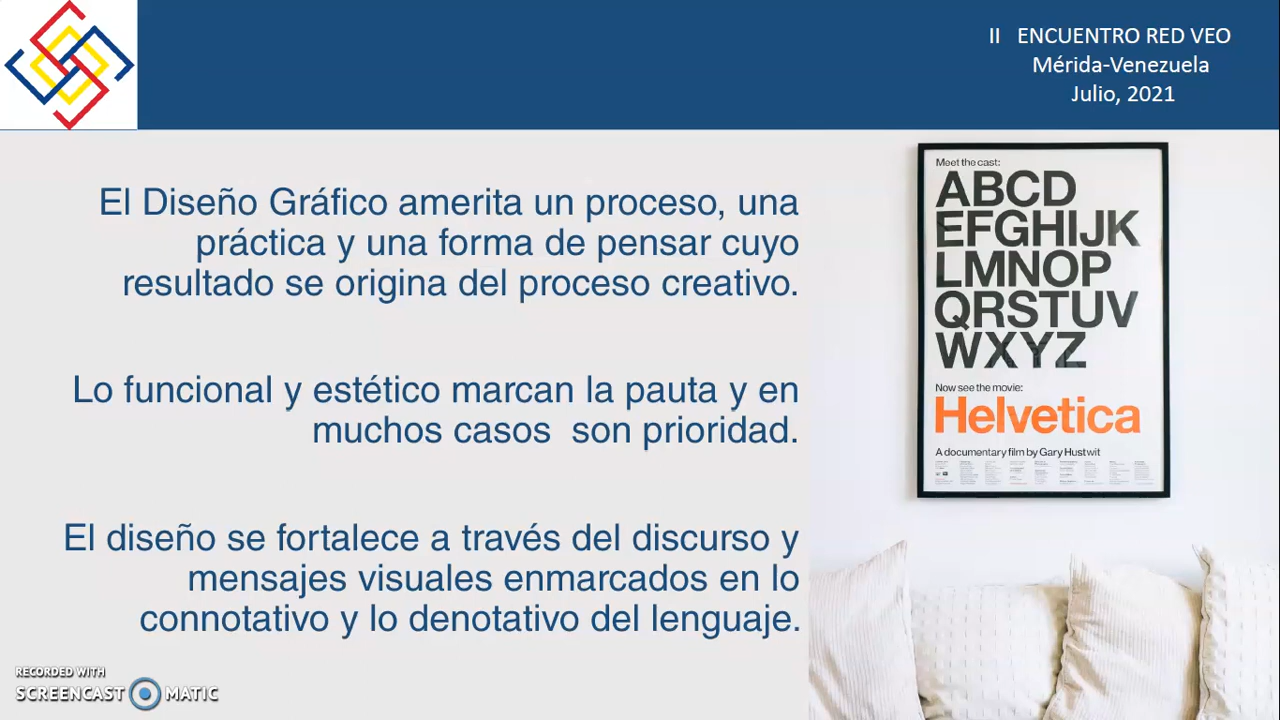 II ENCUENTRO RED VEO
Mérida-Venezuela
Julio, 2021
El Diseño Gráfico amerita un proceso, una
práctica y una forma de pensar cuyo
resultado se origina del proceso creativo.
Lo funcional y estético marcan la pauta y en
muchos casos son prioridad.
El diseño se fortalece a través del discurso y
mensajes visuales enmarcados en lo
connotativo y lo denotativo del lenguaje.
Meet the cast:
ABCD
EFGHIJK
LMNOP
QRSTUV
WXYZ
Now see the movie:
Helvetica
A documentary film by Gary Hustwit
RECORDED WITH
SCREENCAST MATIC